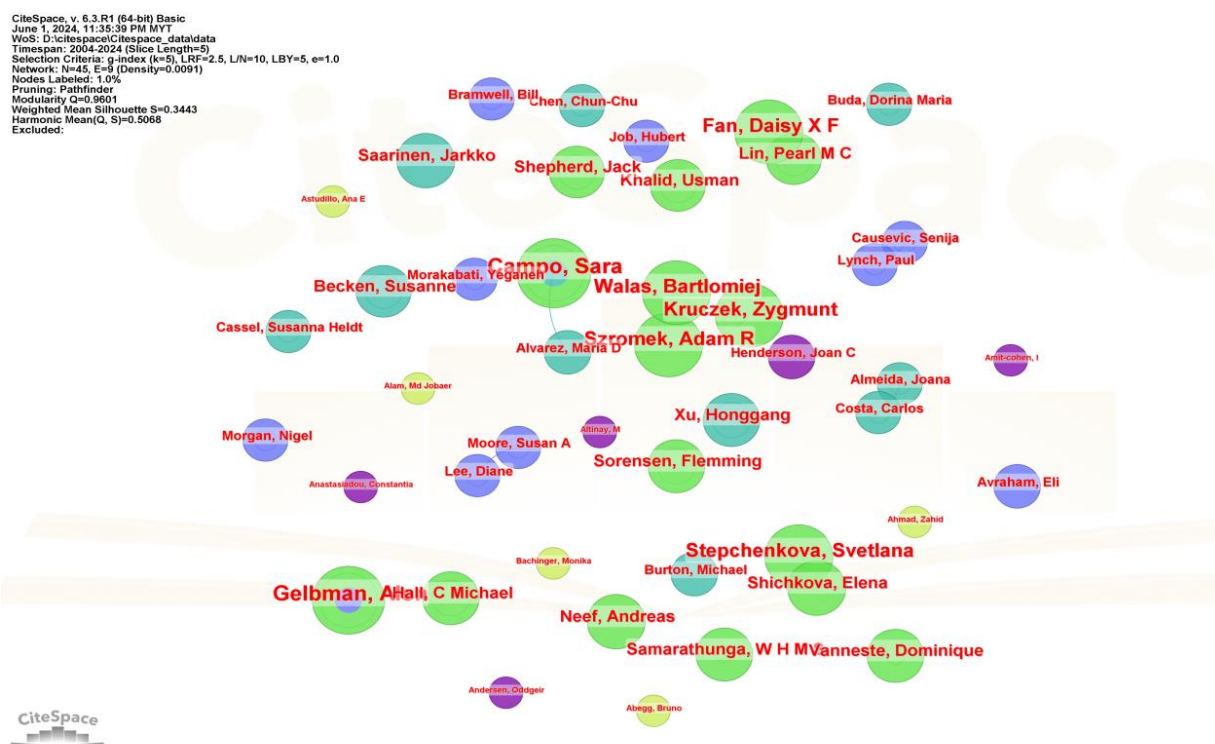 CiteSpace, v. 6.3.R1 (64-bit) Basic
June 1, 2024, 11:35:39 PM MYT
WoS: D:\citespace\Citespace_data\data
Timespan: 2004-2024 (Slice Length=5)
Selection Criteria: g-index (k=5), LRF=2.5, L/N=10, LBY=5, e=1.0
Network: N=45, E=9 (Density=0.0091)
Nodes Labeled: 1.0%
Pruning: Pathfinder
Modularity Q=0.9601
Weighted Mean Silhouette S=0.3443
Harmonic Mean(Q, S)=0.5068
Excluded:
CiteSpace
Bramwell, Bill
Chen, Chun-Chu
Buda, Dorina Maria
Fan, Daisy X F
Job, Hubert
Lin, Pearl M C
Saarinen, Jarkko
Shepherd, Jack
Khalid, Usman
Astudillo, Ana E
Causevic, Senija
Lynch, Paul
Campo, Sara
Morakabati, Yeganeh
Becken, Susanne
Walas, Bartlomiej
Kruczek, Zygmunt
Cassel, Susanna Heldt
Szromek, Adam R
Alvarez, Maria D
Henderson, Joan C
Amit-cohen, I
Almeida, Joana
Alam, Md Jobaer
Costa, Carlos
Xu, Honggang
Altinay, M
Morgan, Nigel
Moore, Susan A
Lee, Diane
Sorensen, Flemming
Anastasiadou, Constantia
Avraham, Eli
Ahmad, Zahid
Stepchenkova, Svetlana
Bachinger, Monika
Burton, Michael
Shichkova, Elena
Gelbman,
Hall, C Michael
Neef, Andreas
Samarathunga, W H M
Vanneste, Dominique
Andersen, Oddgeir
Abegg, Bruno
CiteSpace